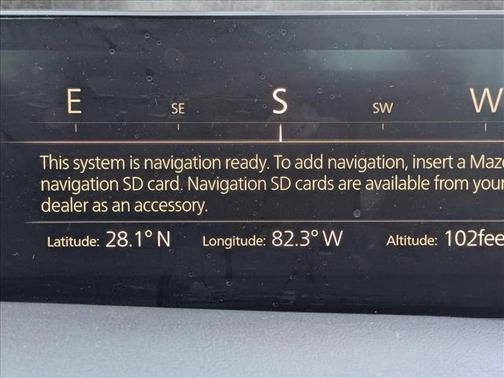 E SE S SW W
This system is navigation ready. To add navigation, insert a
navigation SD card. Navigation SD cards are available from your
dealer as an accessory.
Latitude: 28.1° N Longitude: 82.3° W Altitude: 102fee